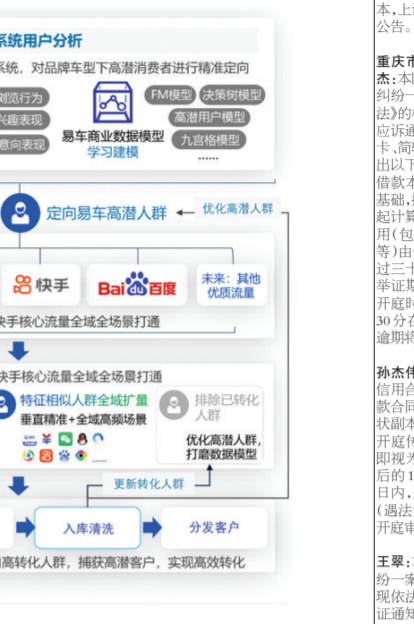 系统用户分析
系统，对品牌车型下高潜消费者进行精准定向
浏览行为
FM模型
决策树模型
兴趣表现
高潜用户模型
意向表现
易车商业数据模型
九宫格模型
学习建模
......
定向易车高潜人群
优化高潜人群
快手
Bai
百度
未来：其他
优质流量
快手核心流量全域全场景打通
快手核心流量全域全场景打通
特征相似人群全域扩量
垂直精准+全域高频场景
......
排除已转化
人群
优化高潜人群，
打磨数据模型
更新转化人群
入库清洗
分发客户
高转化人群，捕获高潜客户，实现高效转化
本，上
公告。
重庆市
杰：本
纠纷一
法》的
应诉通
卡、简
出以下
借款本
基础，
起计算
用（包
等）由
过三十
举证期
开庭时
30分在
逾期将
孙杰伟
信用合
款合同
状副本
开庭传
即视为
后的1
日内，
（遇法
开庭审
王翠：
纷一案
现依法
证通知